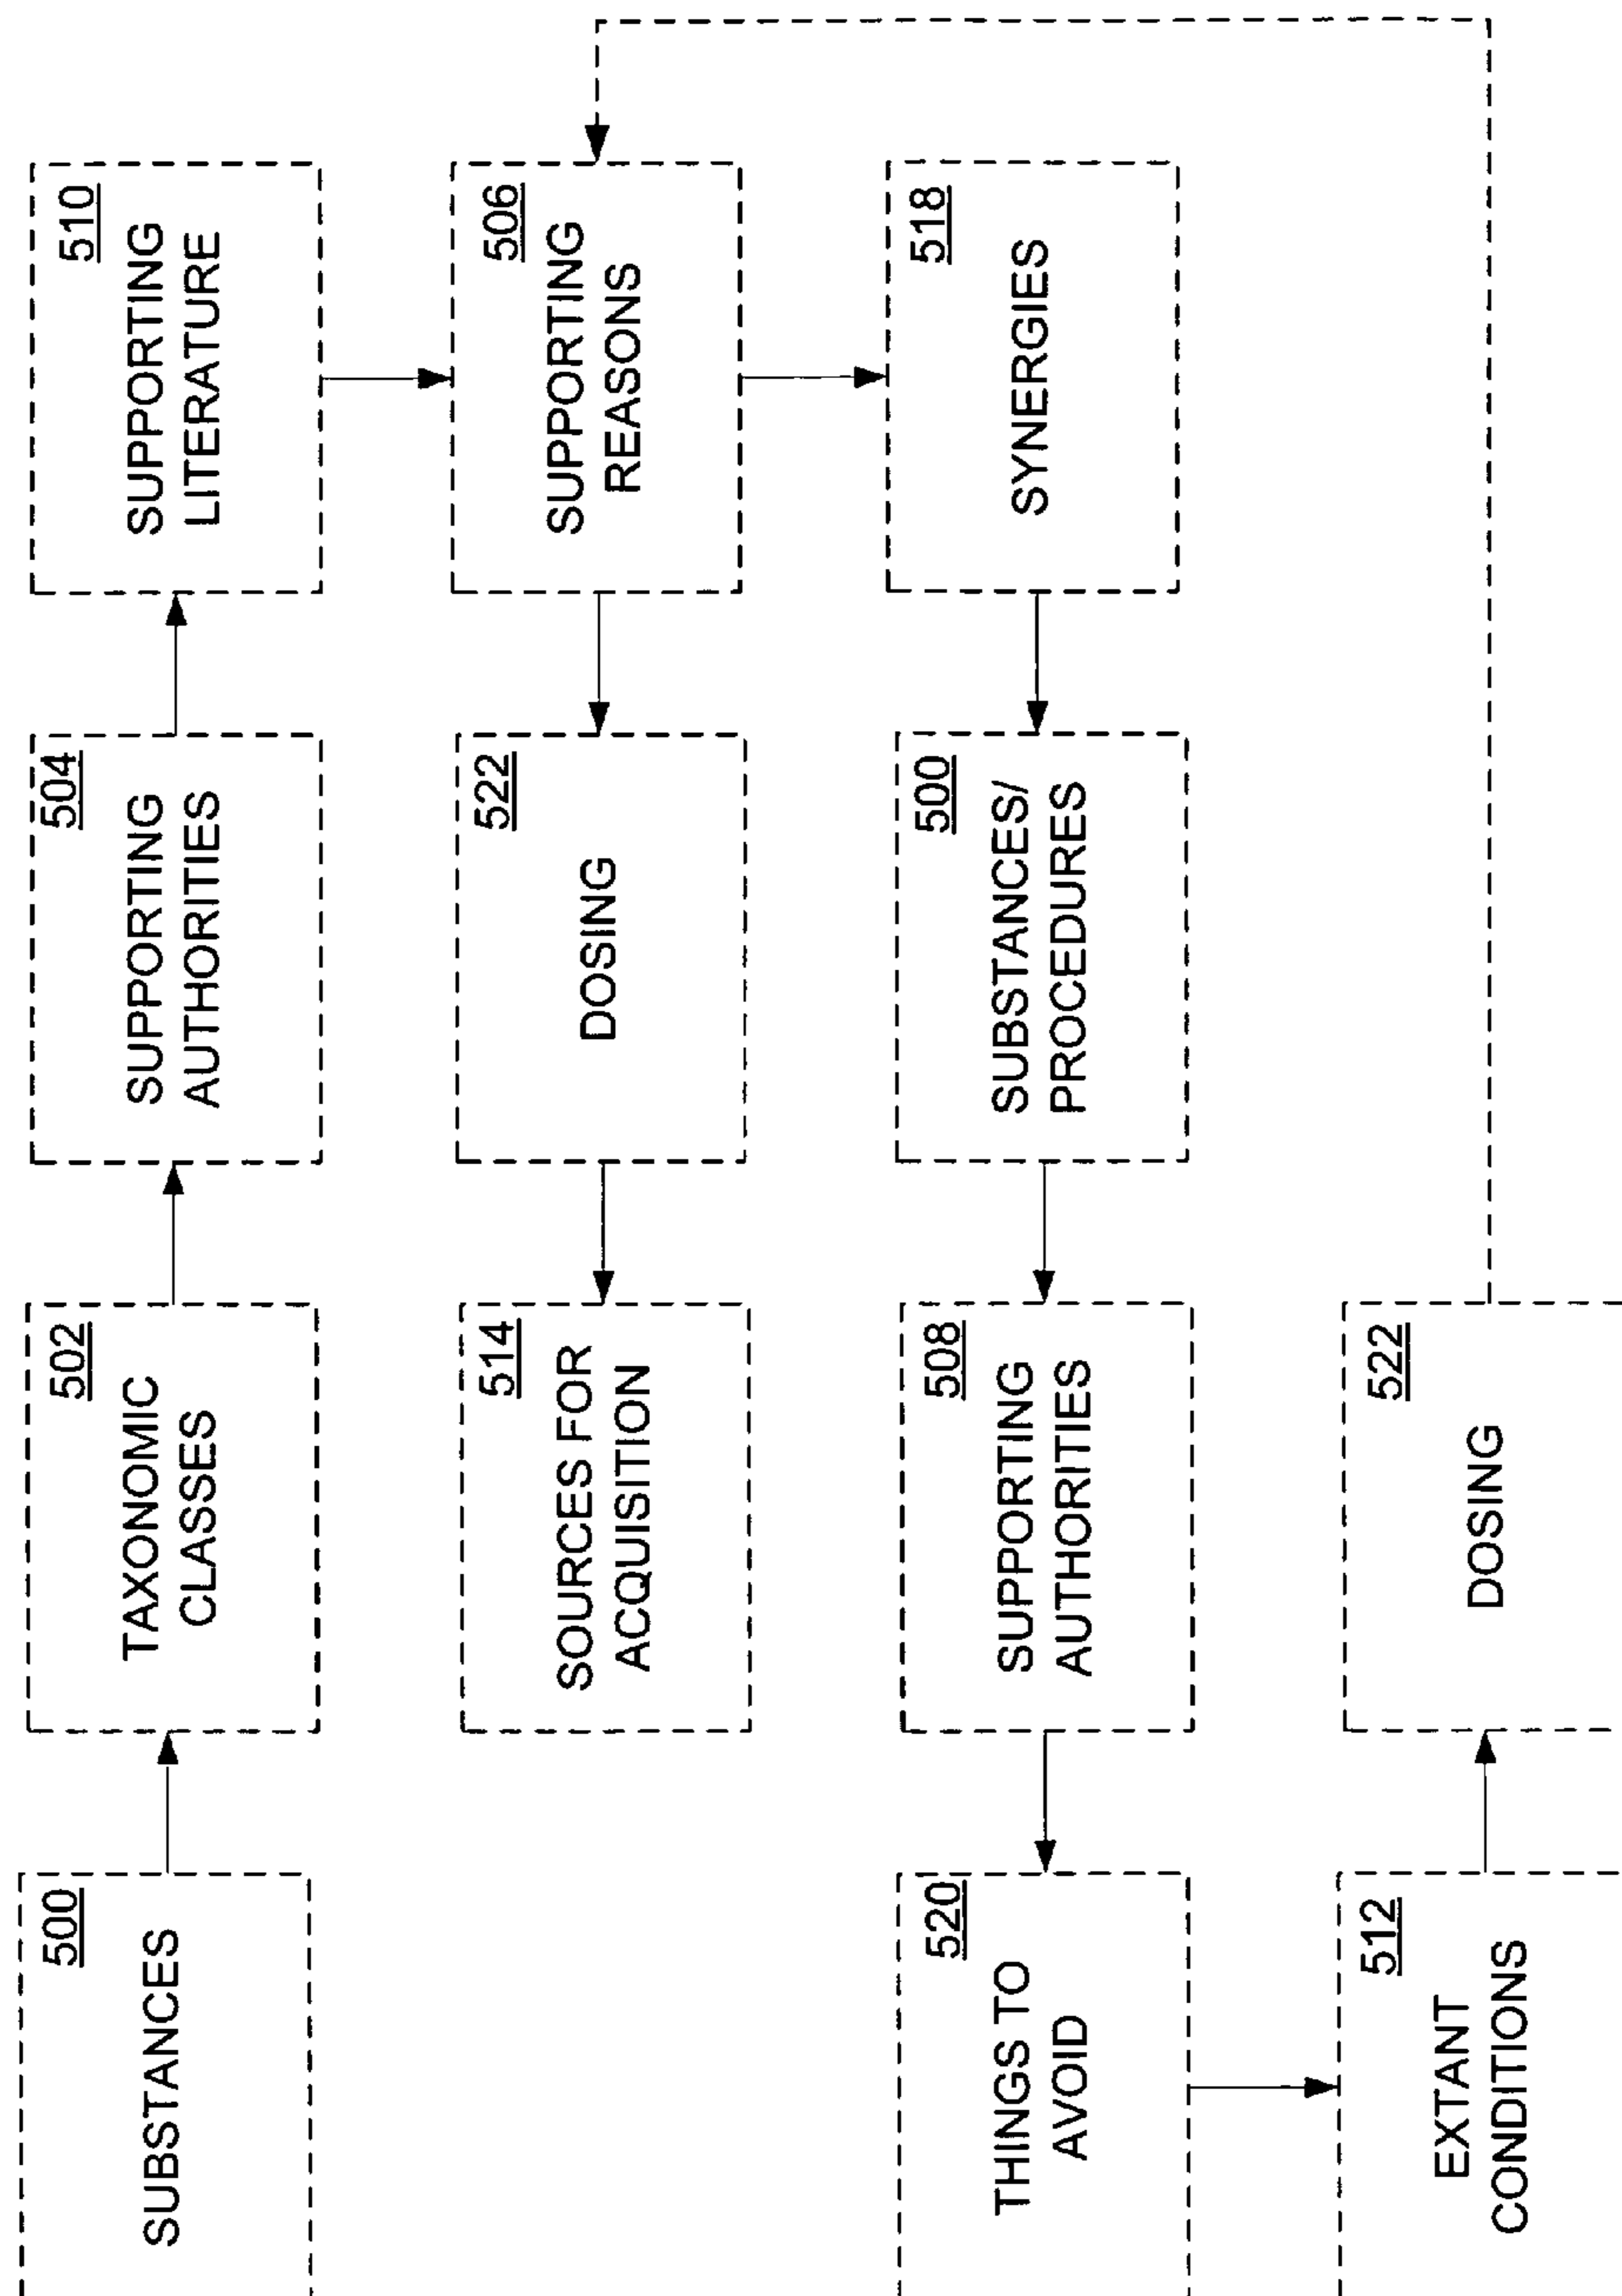 500
SUBSTANCES
502
TAXONOMIC
CLASSES
504
SUPPORTING
AUTHORITIES
510
SUPPORTING
LITERATURE
514
SOURCES FOR
ACQUISITION
522
DOSING
506
SUPPORTING
REASONS
520
THINGS TO
AVOID
508
SUPPORTING
AUTHORITIES
500
SUBSTANCES/
PROCEDURES
518
SYNERGIES
512
EXTANT
CONDITIONS
522
DOSING